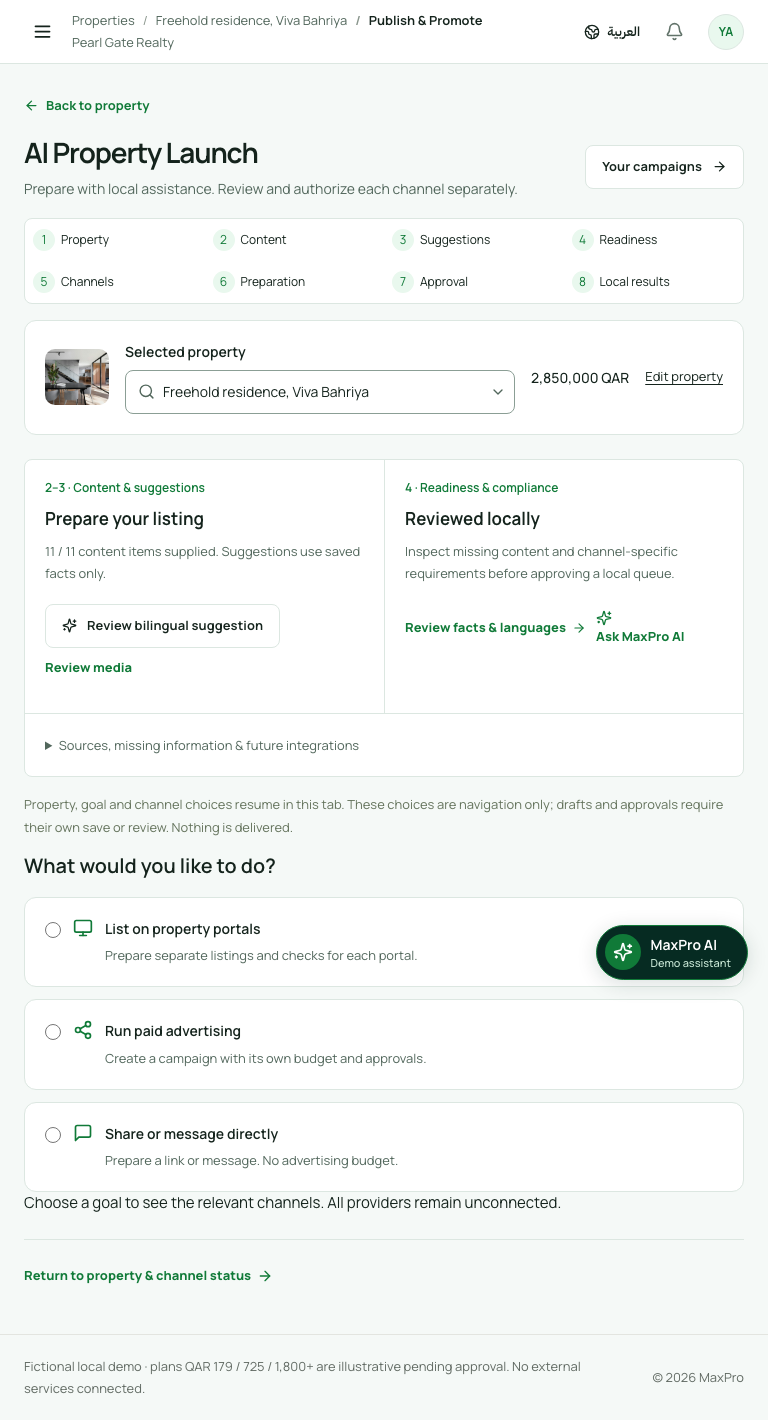 Properties / Freehold residence, Viva Bahriya / Publish & Promote
Pearl Gate Realty
العربية
YA
Back to property
AI Property Launch
Prepare with local assistance. Review and authorize each channel separately.
Your campaigns
1 Property
2 Content
3 Suggestions
4 Readiness
5 Channels
6 Preparation
7 Approval
8 Local results
Selected property
Freehold residence, Viva Bahriya
2,850,000 QAR
Edit property
2–3 · Content & suggestions
Prepare your listing
11 / 11 content items supplied. Suggestions use saved
facts only.
Review bilingual suggestion
Review media
4 · Readiness & compliance
Reviewed locally
Inspect missing content and channel-specific
requirements before approving a local queue.
Review facts & languages
Ask MaxPro AI
Sources, missing information & future integrations
Property, goal and channel choices resume in this tab. These choices are navigation only; drafts and approvals require
their own save or review. Nothing is delivered.
What would you like to do?
List on property portals
Prepare separate listings and checks for each portal.
MaxPro AI
Demo assistant
Run paid advertising
Create a campaign with its own budget and approvals.
Share or message directly
Prepare a link or message. No advertising budget.
Choose a goal to see the relevant channels. All providers remain unconnected.
Return to property & channel status
Fictional local demo · plans QAR 179 / 725 / 1,800+ are illustrative pending approval. No external
services connected.
© 2026 MaxPro